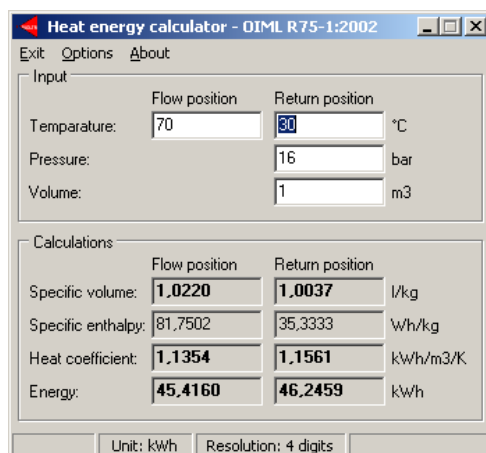 Heat energy calculator - OIML R75-1:2002
Exit Options About
Input
Flow position Return position
Temparature: 70 30 °C
Pressure: 16 bar
Volume: 1 m3
Calculations
Flow position Return position
Specific volume: 1,0220 1,0037 l/kg
Specific enthalpy: 81,7502 35,3333 Wh/kg
Heat coefficient: 1,1354 1,1561 kWh/m3/K
Energy: 45,4160 46,2459 kWh
Unit: kWh Resolution: 4 digits